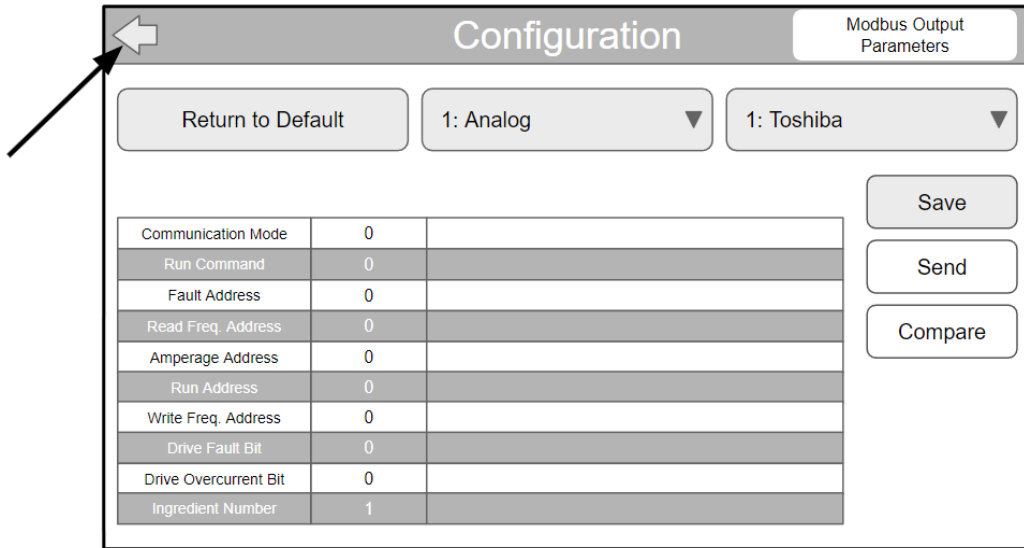 Configuration
Modbus Output
Parameters
Return to Default
1: Analog
1: Toshiba
Save
Send
Compare
Communication Mode 0
Run Command 0
Fault Address 0
Read Freq. Address 0
Amperage Address 0
Run Address 0
Write Freq. Address 0
Drive Fault Bit 0
Drive Overcurrent Bit 0
Ingredient Number 1